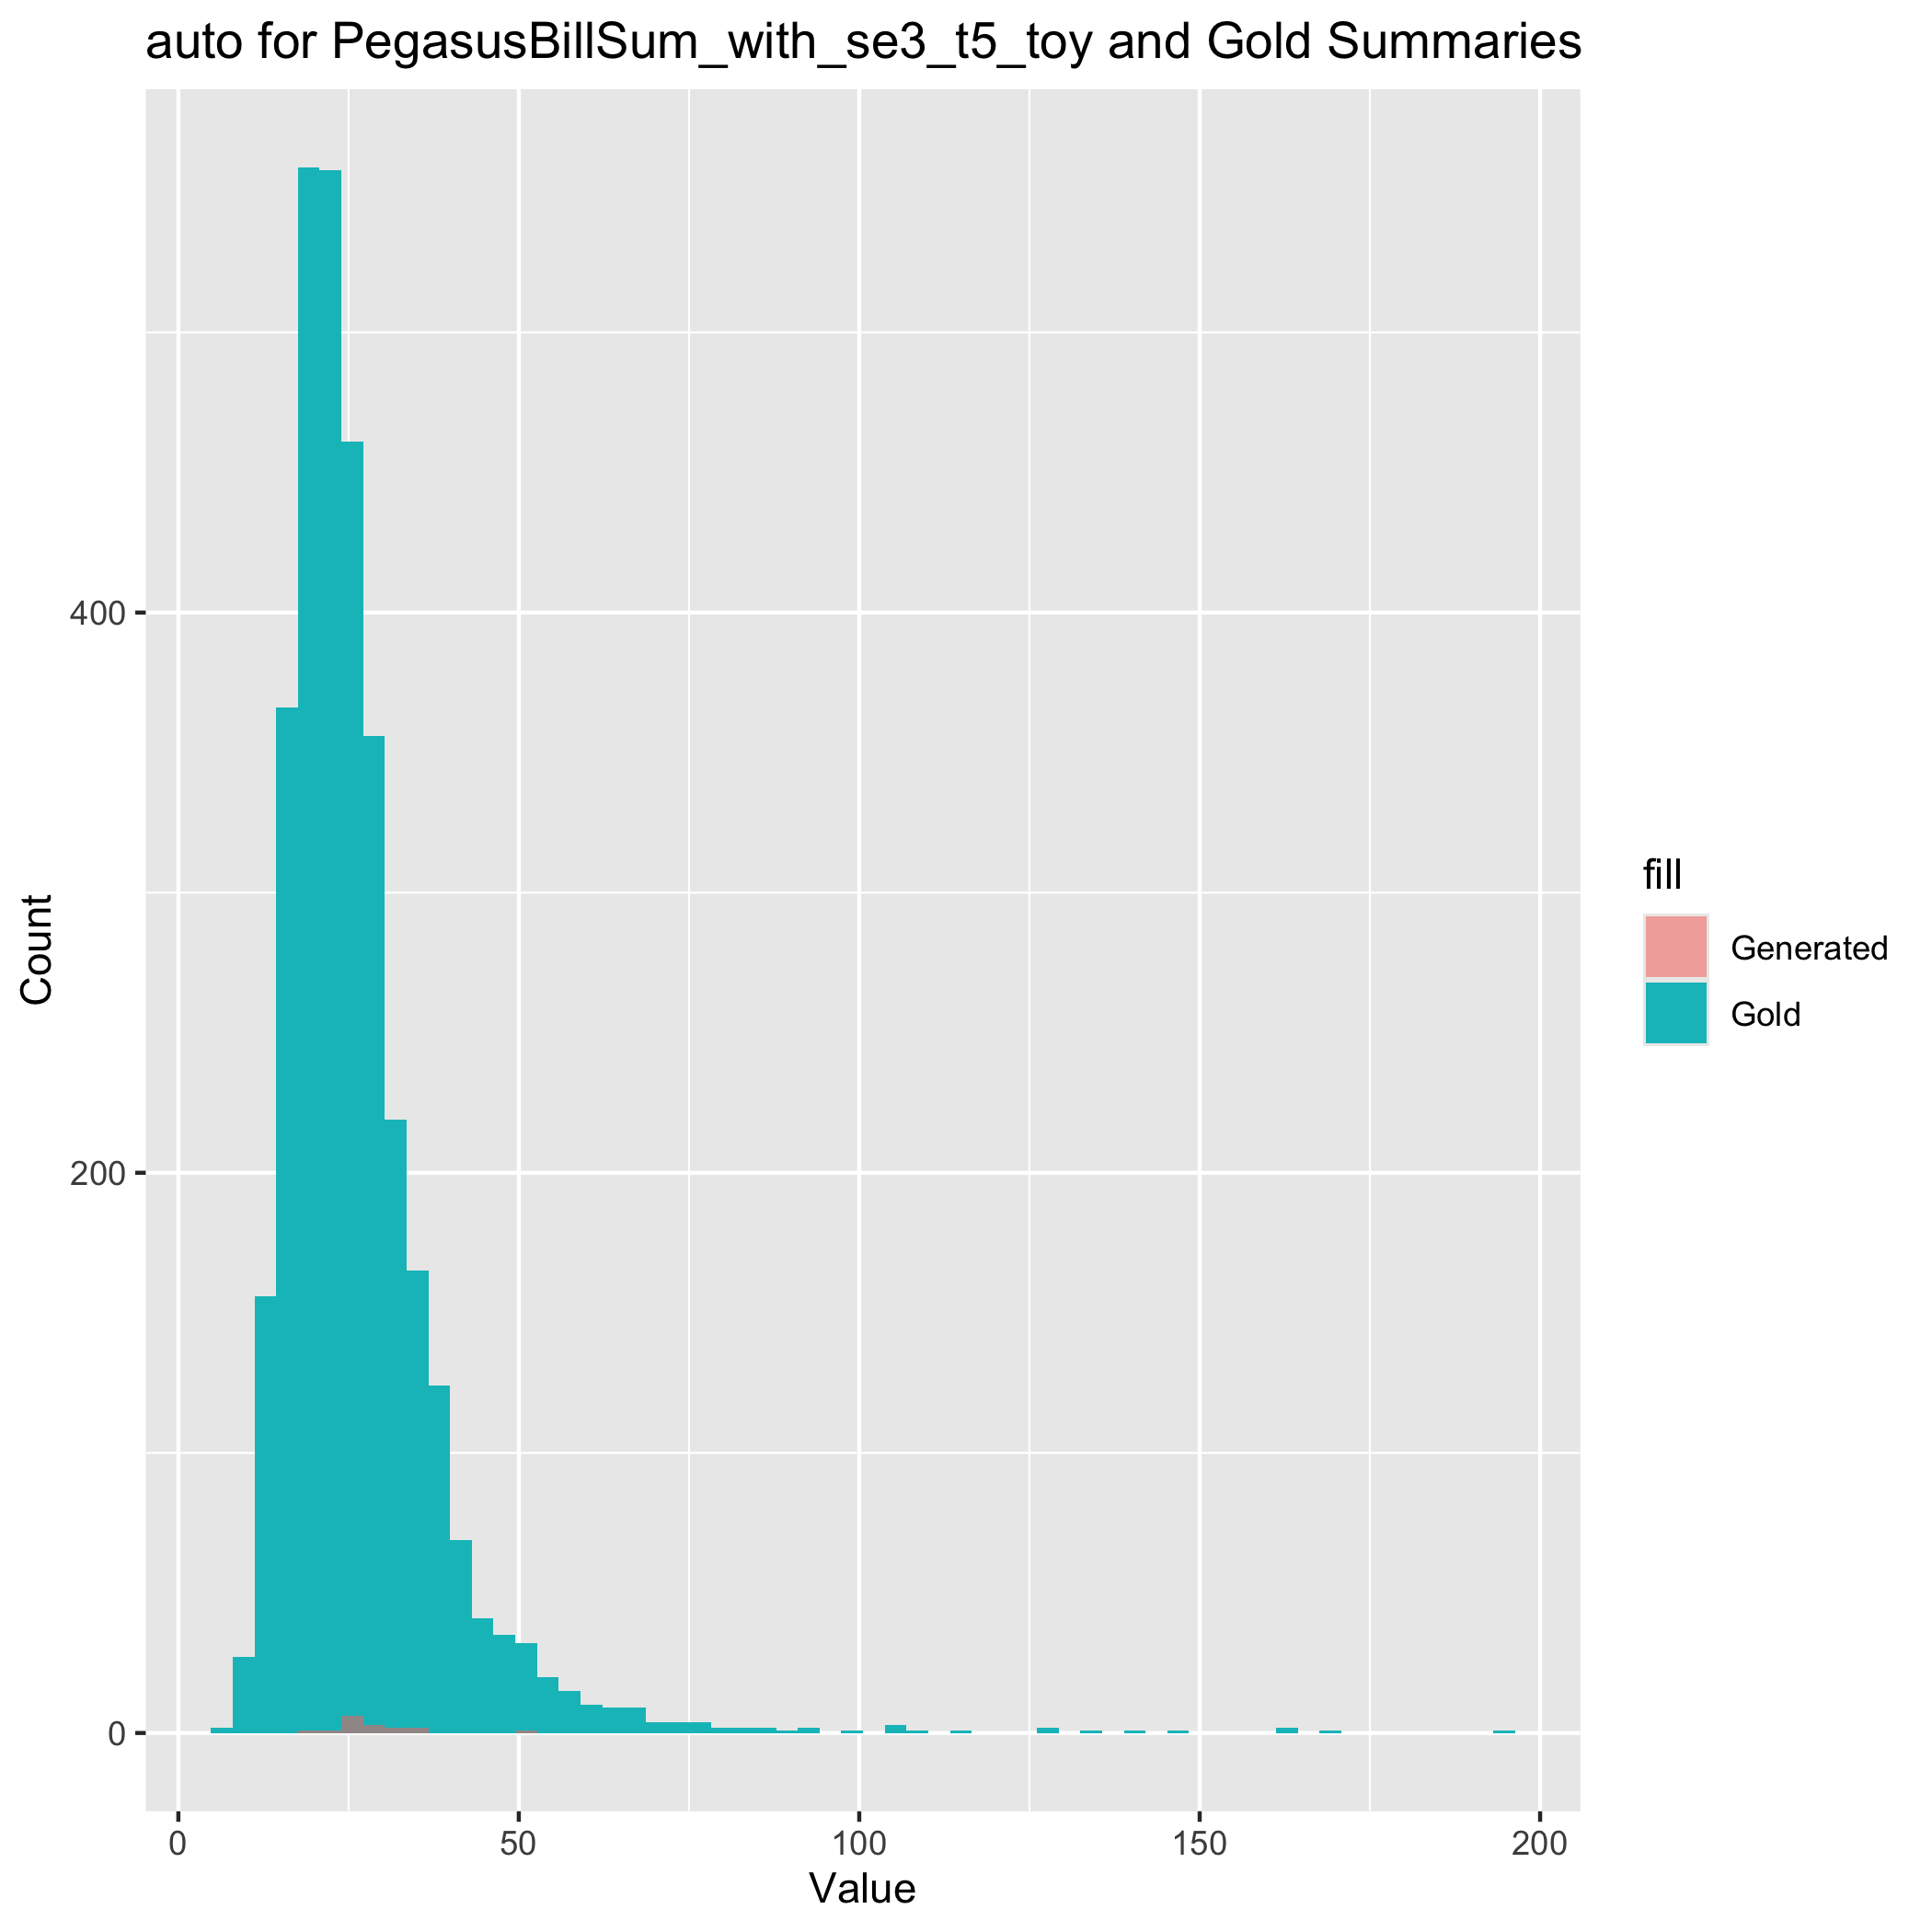 auto for PegasusBillSum_with_se3_t5_toy and Gold Summaries
Count
400
200
0
0 50 100 150 200
Value
fill
Generated
Gold